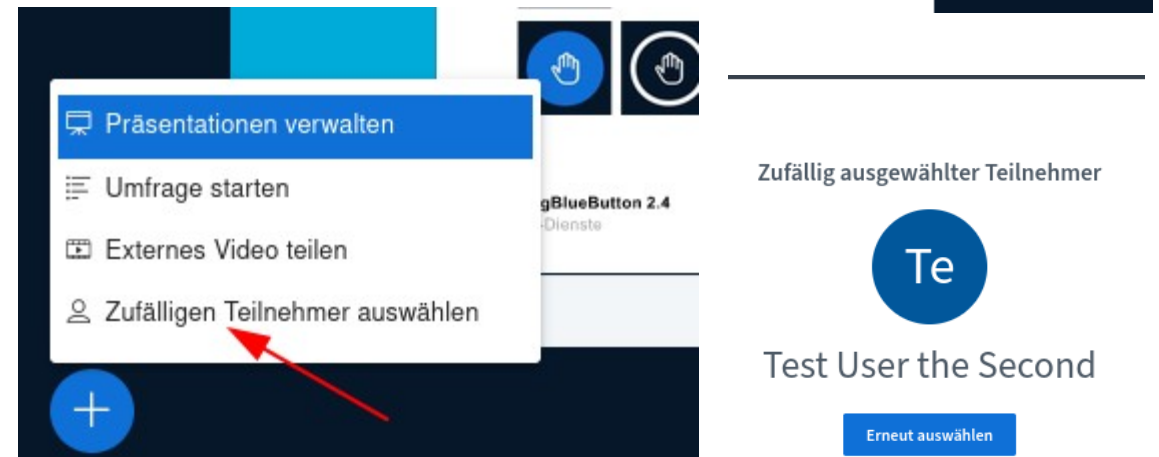 Präsentationen verwalten
Umfrage starten
Externes Video teilen
Zufälligen Teilnehmer auswählen
gBlueButton 2.4
-Dienste
Zufällig ausgewählter Teilnehmer
Te
Test User the Second
Erneut auswählen